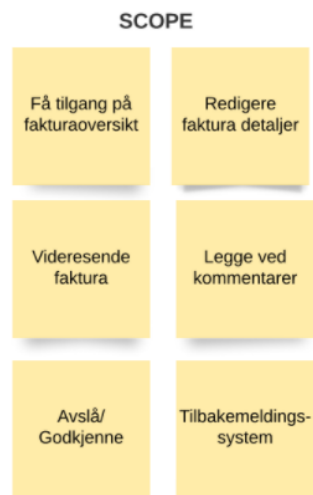 SCOPE
Få tilgang på
fakturaoversikt
Redigere
faktura detaljer
Videresende
faktura
Legge ved
kommentarer
Avslå/
Godkjenne
Tilbakemeldings-
system